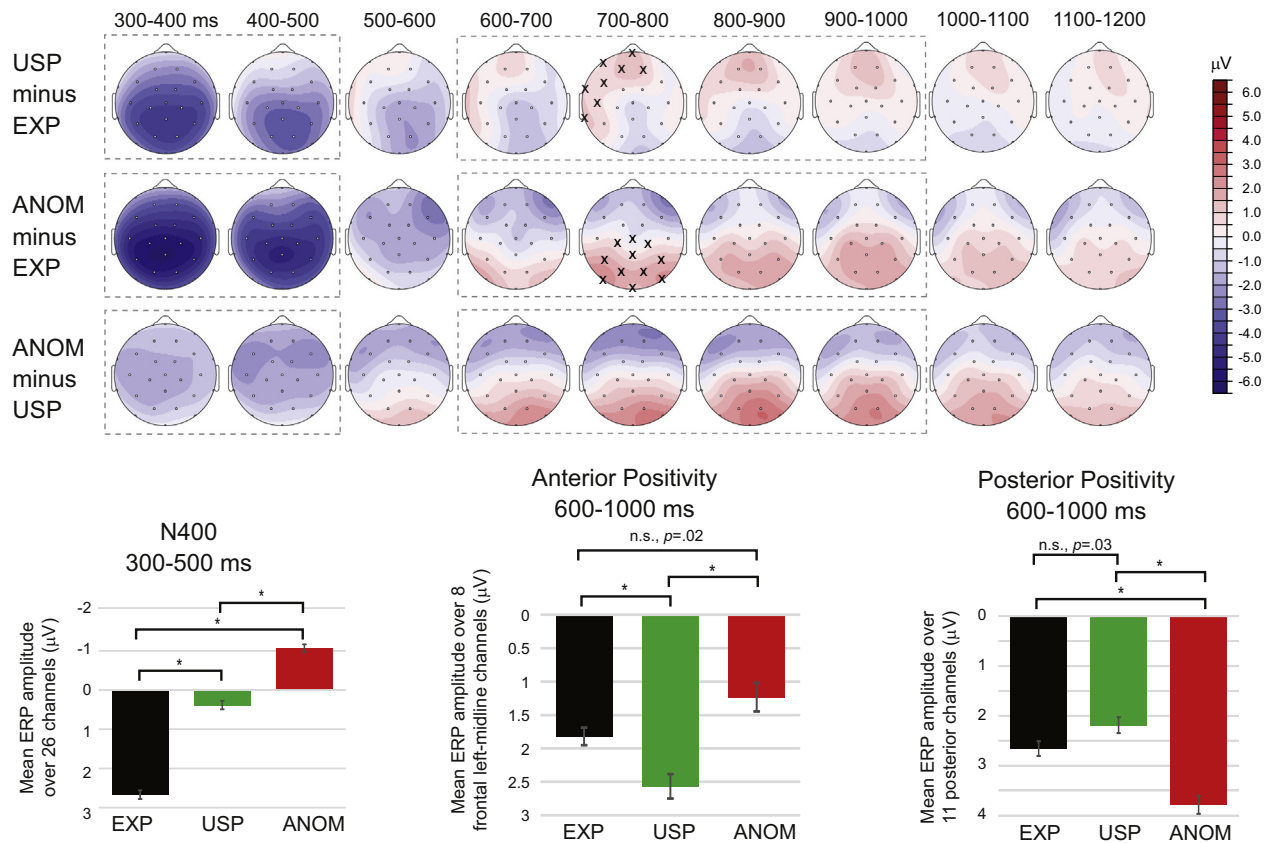 300-400 ms 400-500 500-600 600-700 700-800 800-900 900-1000 1000-1100 1100-1200
USP
minus
EXP
X X X X X X X X
ANOM
minus
EXP
X X X X X X X X X X X
ANOM
minus
USP
μV
6.0
5.0
4.0
3.0
2.0
1.0
0.0
-1.0
-2.0
-3.0
-4.0
-5.0
-6.0
N400
300-500 ms
Mean ERP amplitude
over 26 channels (μV)
-2
-1
0
1
2
3
*
*
*
EXP USP ANOM
Anterior Positivity
600-1000 ms
n.s., p=.02
*
*
Mean ERP amplitude over 8
frontal left-midline channels (μV)
0
0.5
1
1.5
2
2.5
3
EXP USP ANOM
Posterior Positivity
600-1000 ms
n.s., p=.03
*
*
Mean ERP amplitude over
11 posterior channels (μV)
0
1
2
3
4
EXP USP ANOM